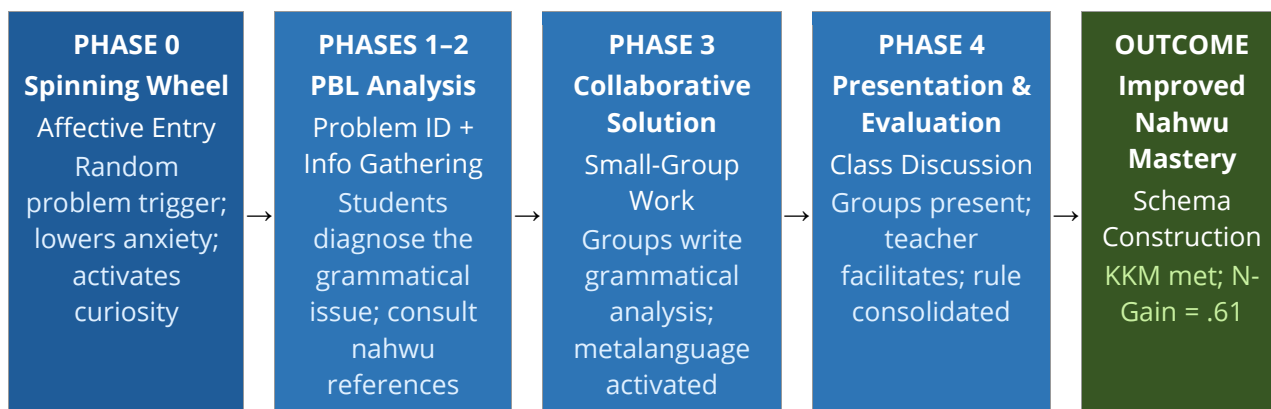 PHASE 0
Spinning Wheel
Affective Entry
Random
problem trigger;
lowers anxiety;
activates
curiosity
→
PHASES 1–2
PBL Analysis
Problem ID +
Info Gathering
Students
diagnose the
grammatical
issue; consult
nahwu
references
→
PHASE 3
Collaborative
Solution
Small-Group
Work
Groups write
grammatical
analysis;
metalanguage
activated
→
PHASE 4
Presentation &
Evaluation
Class Discussion
Groups present;
teacher
facilitates; rule
consolidated
→
OUTCOME
Improved
Nahwu
Mastery
Schema
Construction
KKM met; N-
Gain = .61